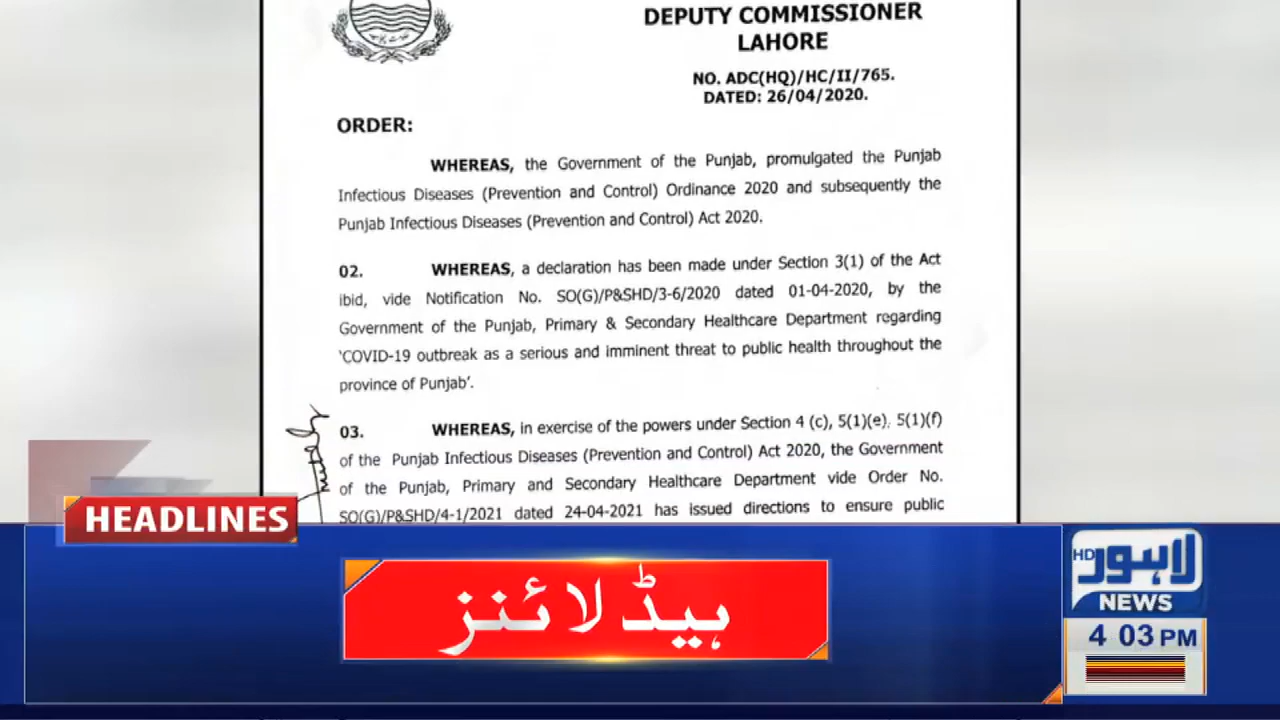 DEPUTY COMMISSIONER
LAHORE
NO. ADC(HQ)/HC/II/765.
DATED: 26/04/2020.
ORDER:
WHEREAS, the Government of the Punjab, promulgated the Punjab
Infectious Diseases (Prevention and Control) Ordinance 2020 and subsequently the
Punjab Infectious Diseases (Prevention and Control) Act 2020.
02. WHEREAS, a declaration has been made under Section 3(1) of the Act
ibid, vide Notification No. SO(G)/P&SHD/3-6/2020 dated 01-04-2020, by the
Government of the Punjab, Primary & Secondary Healthcare Department regarding
'COVID-19 outbreak as a serious and imminent threat to public health throughout the
province of Punjab'.
03. WHEREAS, in exercise of the powers under Section 4 (c), 5(1)(e), 5(1)(f)
of the Punjab Infectious Diseases (Prevention and Control) Act 2020, the Government
of the Punjab, Primary and Secondary Healthcare Department vide Order No.
SO(G)/P&SHD/4-1/2021 dated 24-04-2021 has issued directions to ensure public
HEADLINES
ہیڈلائنز
HD لاہور
NEWS
4 03 PM